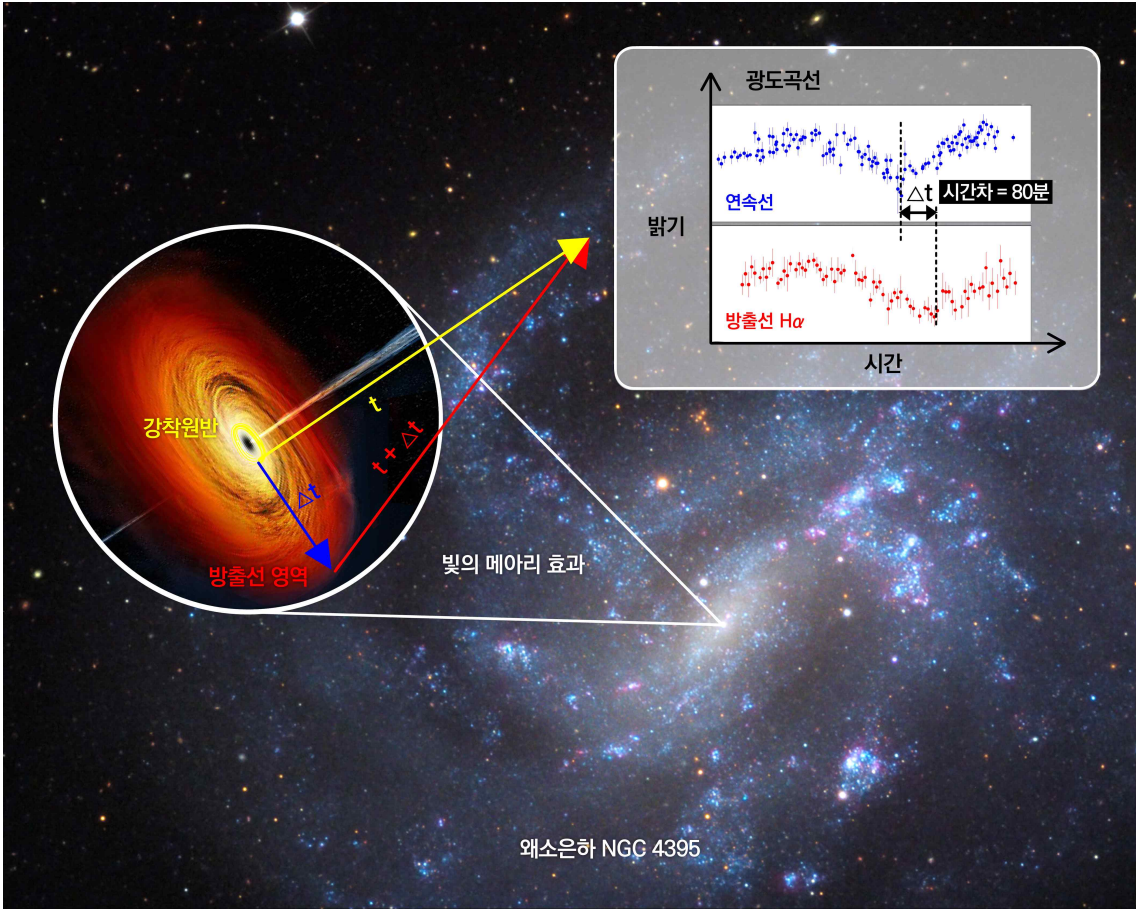 광도곡선
연속선
△t
시간차 = 80분
밝기
방출선 Hα
시간
강착원반
t
t + △t
△t
방출선 영역
빛의 메아리 효과
왜소은하 NGC 4395